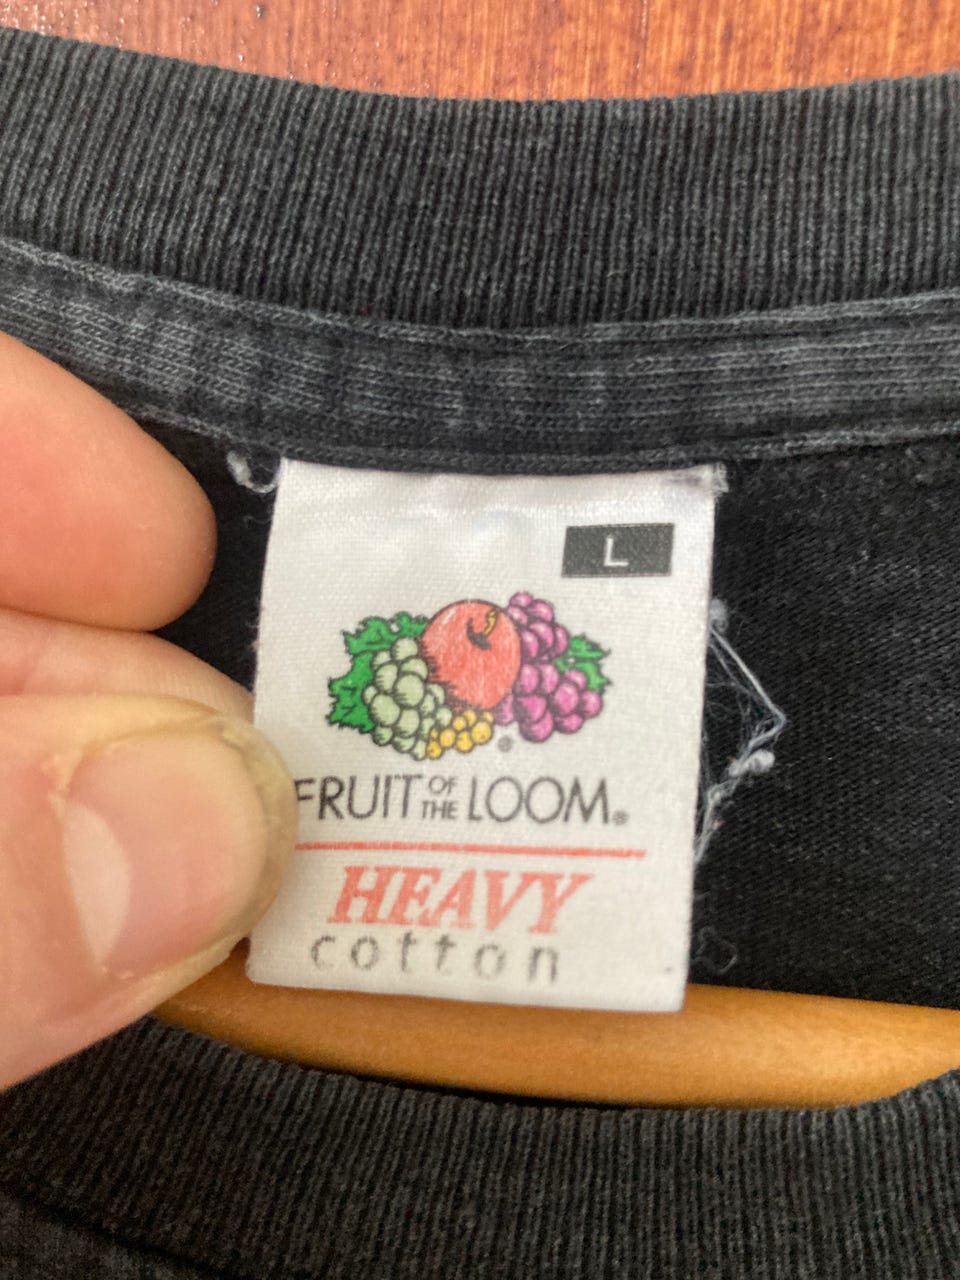 L
®
FRUIT OF THE LOOM®
HEAVY
cotton